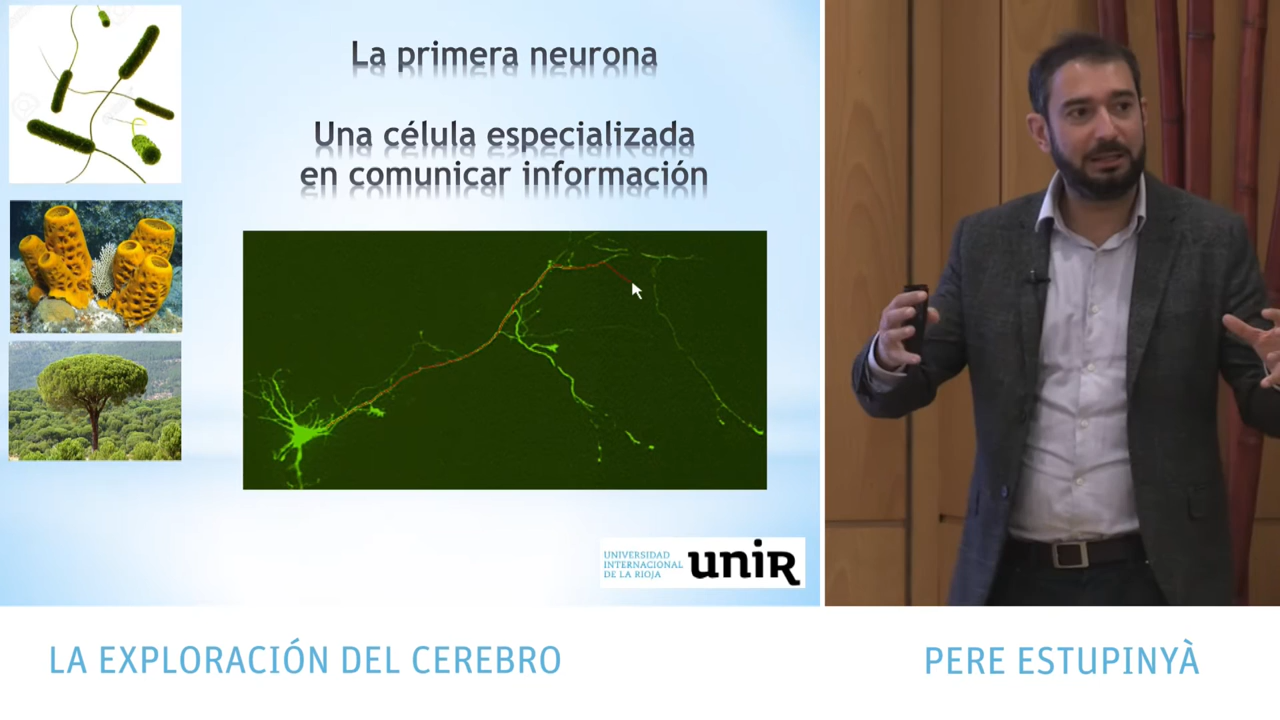 La primera neurona
Una célula especializada
en comunicar información
UNIVERSIDAD
INTERNACIONAL
DE LA RIOJA
unir
LA EXPLORACIÓN DEL CEREBRO
PERE ESTUPINYÀ